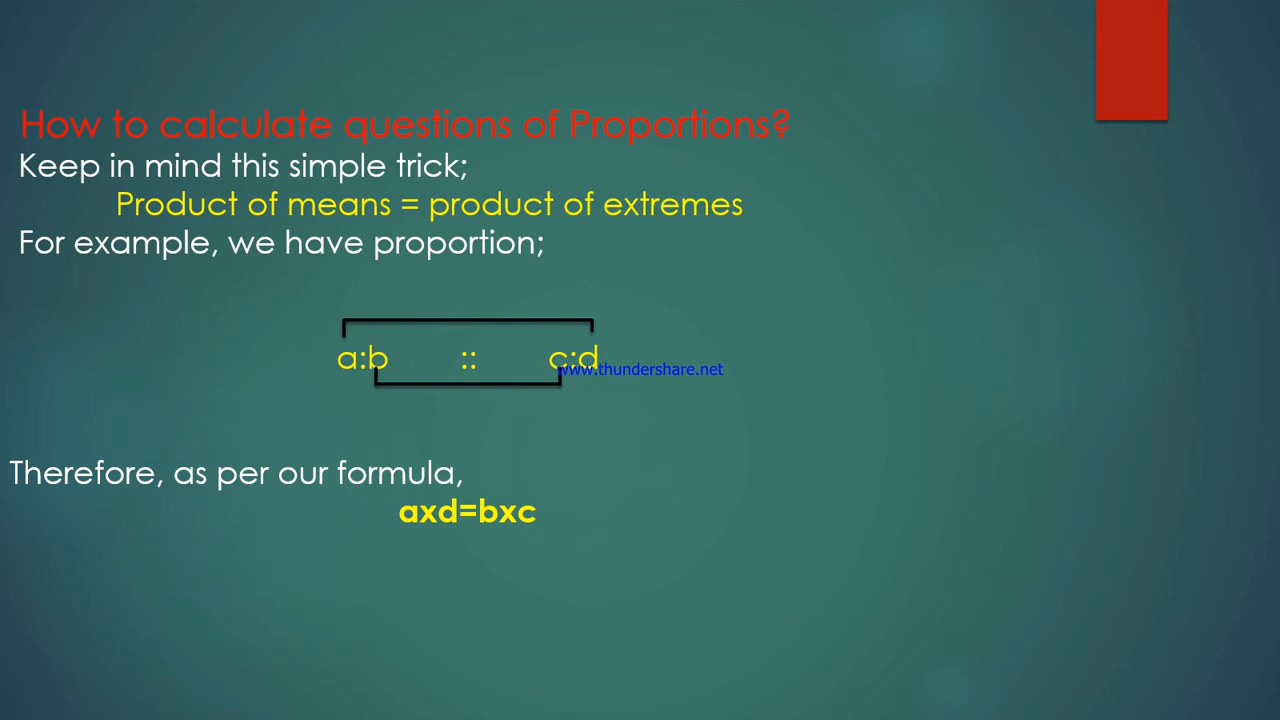 How to calculate questions of Proportions?
Keep in mind this simple trick;
Product of means = product of extremes
For example, we have proportion;
a:b :: c:d
www.thundershare.net
Therefore, as per our formula,
axd=bxc